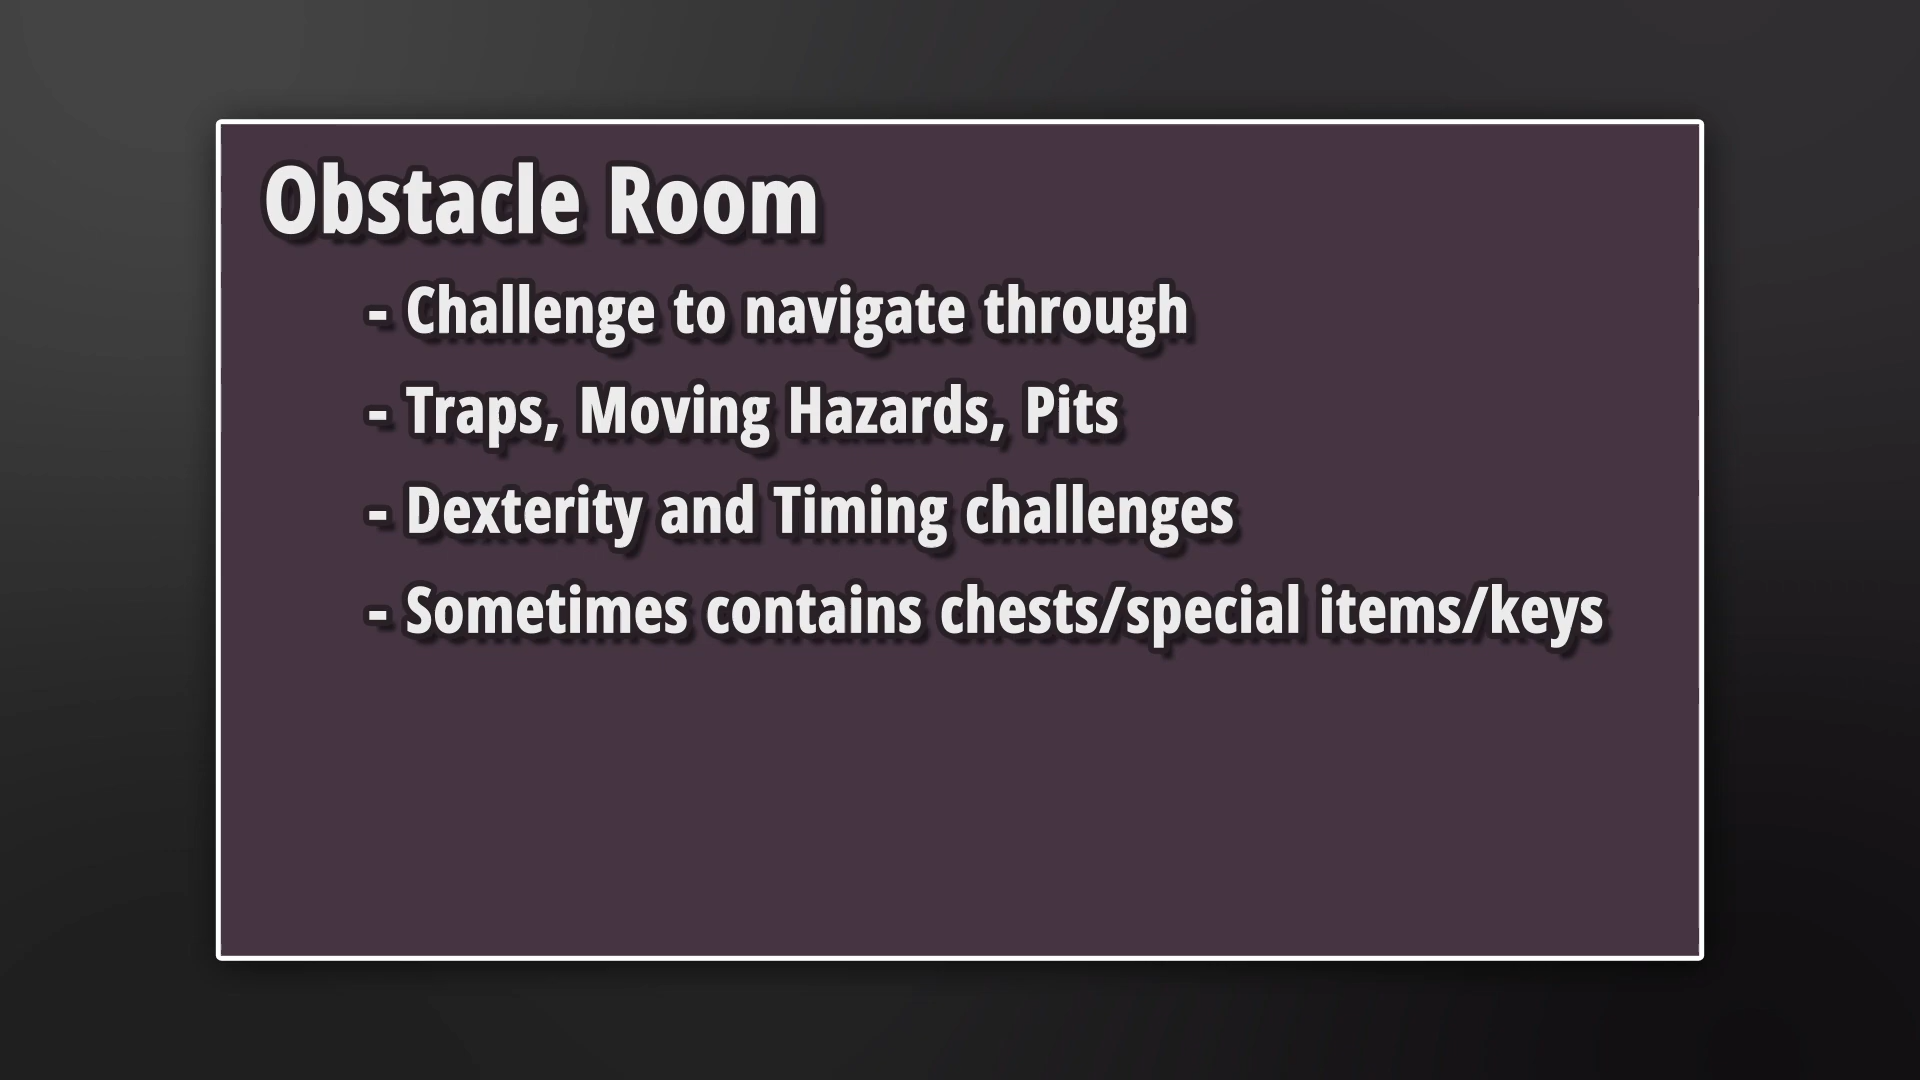 Obstacle Room
- Challenge to navigate through
- Traps, Moving Hazards, Pits
- Dexterity and Timing challenges
- Sometimes contains chests/special items/keys